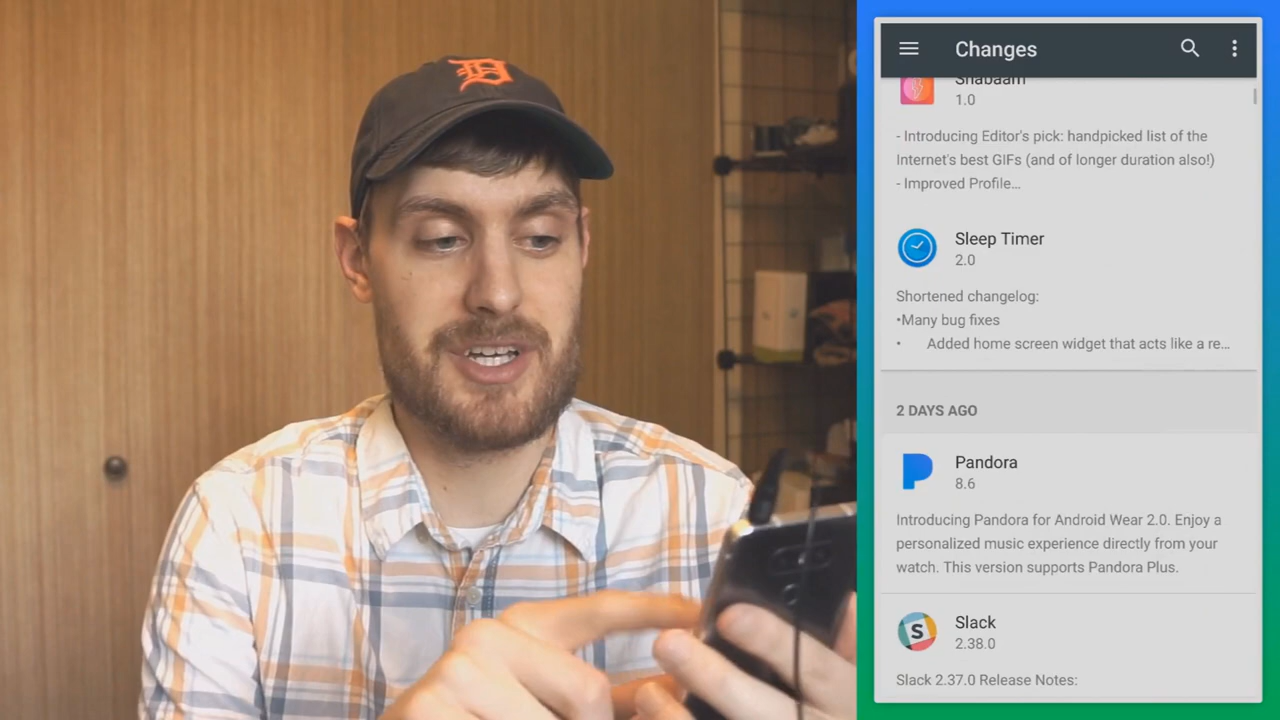 Changes
Shabaam
1.0
- Introducing Editor's pick: handpicked list of the
Internet's best GIFs (and of longer duration also!)
- Improved Profile…
Sleep Timer
2.0
Shortened changelog:
•Many bug fixes
• Added home screen widget that acts like a re…
2 DAYS AGO
Pandora
8.6
Introducing Pandora for Android Wear 2.0. Enjoy a
personalized music experience directly from your
watch. This version supports Pandora Plus.
S
Slack
2.38.0
Slack 2.37.0 Release Notes: